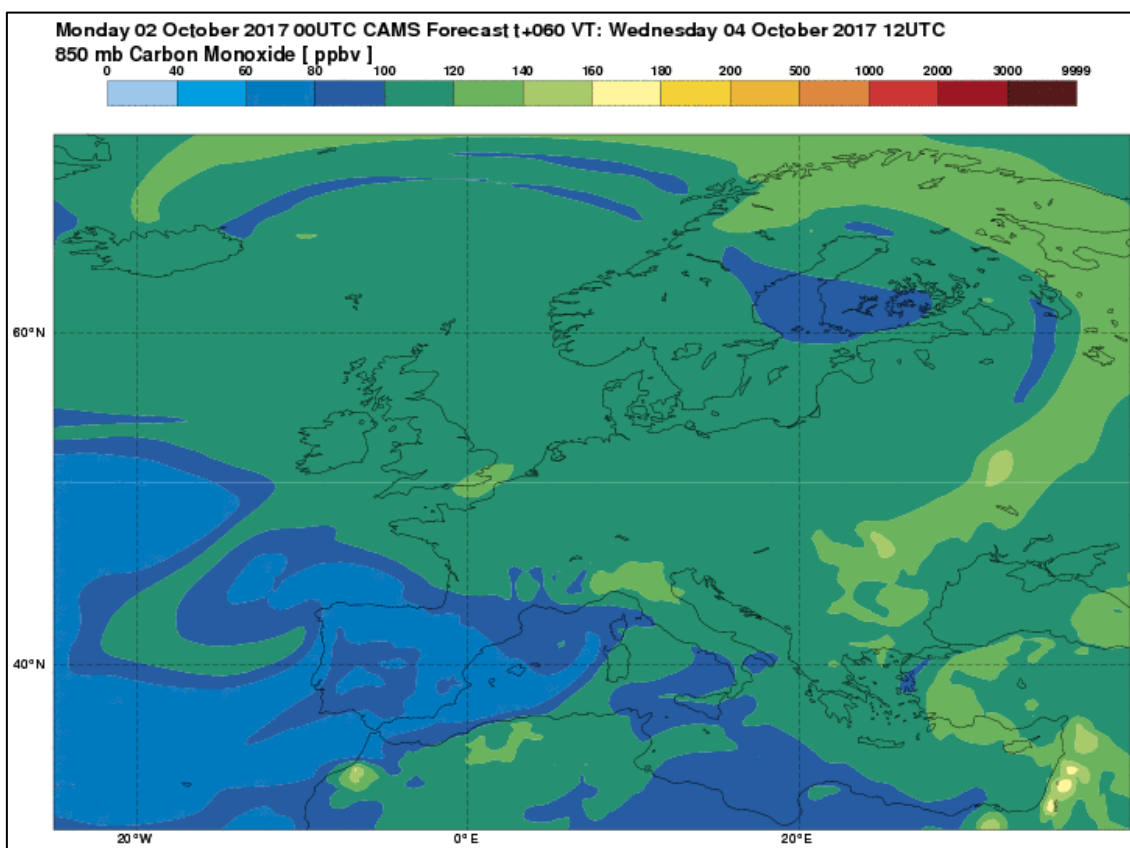 Monday 02 October 2017 00UTC CAMS Forecast t+060 VT: Wednesday 04 October 2017 12UTC
850 mb Carbon Monoxide [ ppbv ]
0 40 60 80 100 120 140 160 180 200 500 1000 2000 3000 9999
60°N
40°N
20°W 0°E 20°E